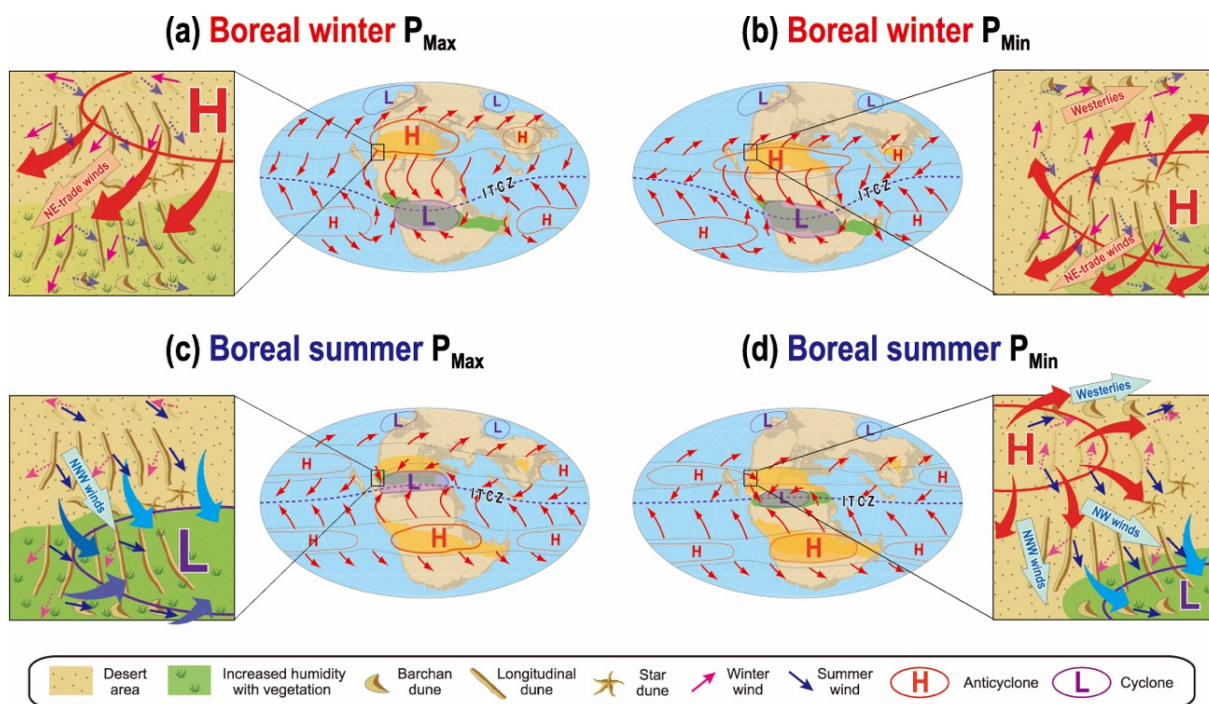 (a) Boreal winter PMax
(b) Boreal winter PMin
H
NE-trade winds
L
L
H
H
ITCZ
H
L
H
L
L
H
H
ITCZ
H
L
H
Westerlies
H
NE-trade winds
(c) Boreal summer PMax
(d) Boreal summer PMin
NNW winds
L
L
L
H
H
L
ITCZ
H
H
H
L
L
H
H
L
ITCZ
H
H
H
Westerlies
H
NNW winds
NW winds
L
Desert area
Increased humidity with vegetation
Barchan dune
Longitudinal dune
Star dune
Winter wind
Summer wind
H Anticyclone
L Cyclone